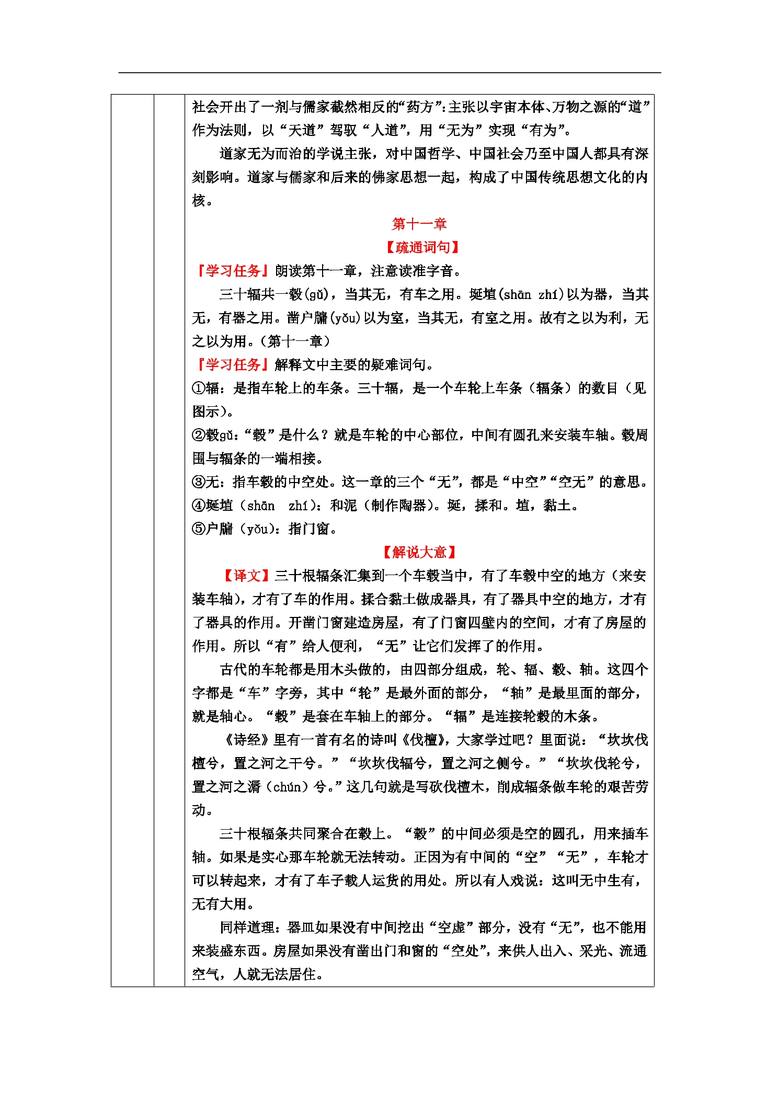 社会开出了一剂与儒家截然相反的“药方”：主张以宇宙本体、万物之源的“道”
作为法则，以“天道”驾驭“人道”，用“无为”实现“有为”。
道家无为而治的学说主张，对中国哲学、中国社会乃至中国人都具有深
刻影响。道家与儒家和后来的佛家思想一起，构成了中国传统思想文化的内
核。
第十一章
【疏通词句】
『学习任务』朗读第十一章，注意读准字音。
三十辐共一毂(gǔ)，当其无，有车之用。埏埴(shān zhí)以为器，当其
无，有器之用。凿户牖(yǒu)以为室，当其无，有室之用。故有之以为利，无
之以为用。（第十一章）
『学习任务』解释文中主要的疑难词句。
①辐：是指车轮上的车条。三十辐，是一个车轮上车条（辐条）的数目（见
图示）。
②毂gǔ：“毂”是什么？就是车轮的中心部位，中间有圆孔来安装车轴。毂周
围与辐条的一端相接。
③无：指车毂的中空处。这一章的三个“无”，都是“中空”“空无”的意思。
④埏埴（shān　zhí）：和泥（制作陶器）。埏，揉和。埴，黏土。
⑤户牖（yǒu）：指门窗。
【解说大意】
【译文】三十根辐条汇集到一个车毂当中，有了车毂中空的地方（来安
装车轴），才有了车的作用。揉合黏土做成器具，有了器具中空的地方，才有
了器具的作用。开凿门窗建造房屋，有了门窗四壁内的空间，才有了房屋的
作用。所以“有”给人便利，“无”让它们发挥了的作用。
古代的车轮都是用木头做的，由四部分组成，轮、辐、毂、轴。这四个
字都是“车”字旁，其中“轮”是最外面的部分，“轴”是最里面的部分，
就是轴心。“毂”是套在车轴上的部分。“辐”是连接轮毂的木条。
《诗经》里有一首有名的诗叫《伐檀》，大家学过吧？里面说：“坎坎伐
檀兮，置之河之干兮。”“坎坎伐辐兮，置之河之侧兮。”“坎坎伐轮兮，
置之河之漘（chún）兮。”这几句就是写砍伐檀木，削成辐条做车轮的艰苦劳
动。
三十根辐条共同聚合在毂上。“毂”的中间必须是空的圆孔，用来插车
轴。如果是实心那车轮就无法转动。正因为有中间的“空”“无”，车轮才
可以转起来，才有了车子载人运货的用处。所以有人戏说：这叫无中生有，
无有大用。
同样道理：器皿如果没有中间挖出“空虚”部分，没有“无”，也不能用
来装盛东西。房屋如果没有凿出门和窗的“空处”，来供人出入、采光、流通
空气，人就无法居住。